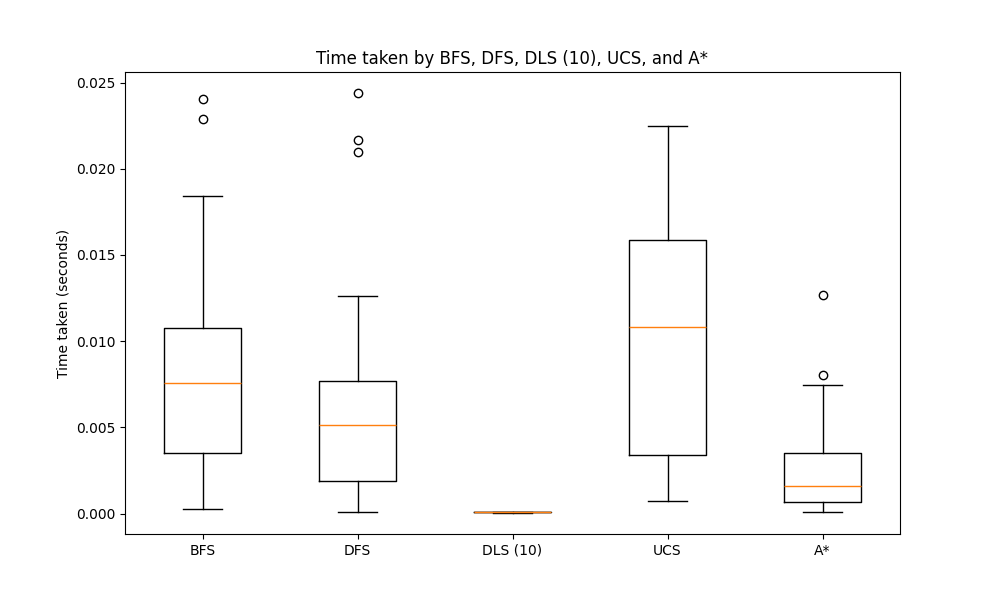 Time taken by BFS, DFS, DLS (10), UCS, and A*
Time taken (seconds)
0.025
0.020
0.015
0.010
0.005
0.000
BFS
DFS
DLS (10)
UCS
A*